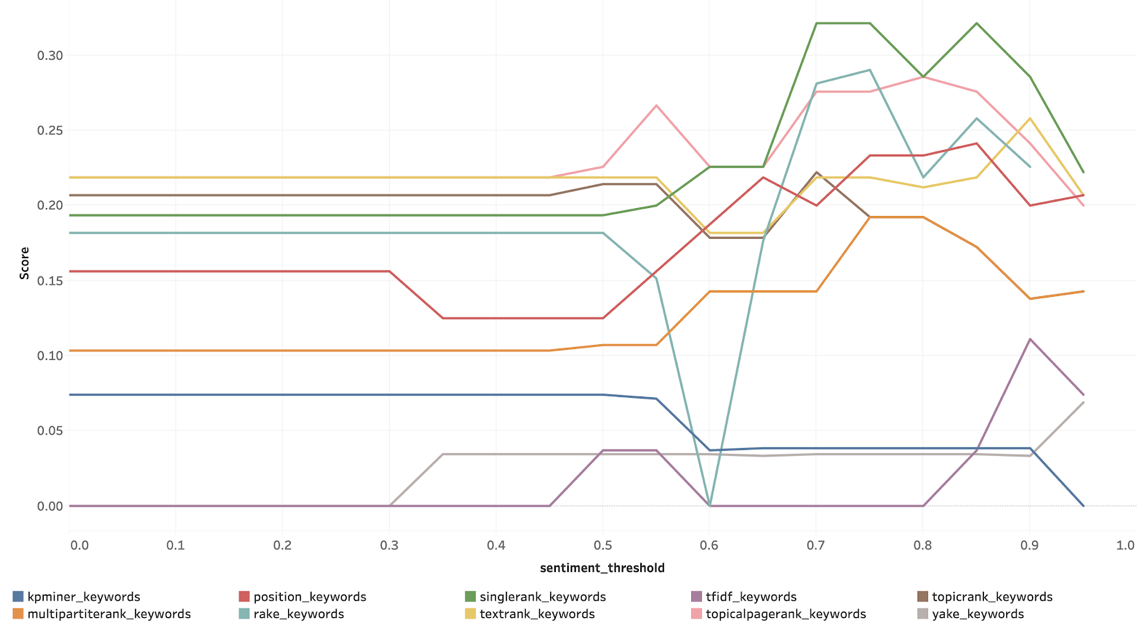 0.30
0.25
0.20
0.15
0.10
0.05
0.00
Score
0.0 0.1 0.2 0.3 0.4 0.5 0.6 0.7 0.8 0.9 1.0
sentiment_threshold
kpminer_keywords position_keywords singlerank_keywords tfidf_keywords topicrank_keywords
multipartiterank_keywords rake_keywords textrank_keywords topicalpagerank_keywords yake_keywords